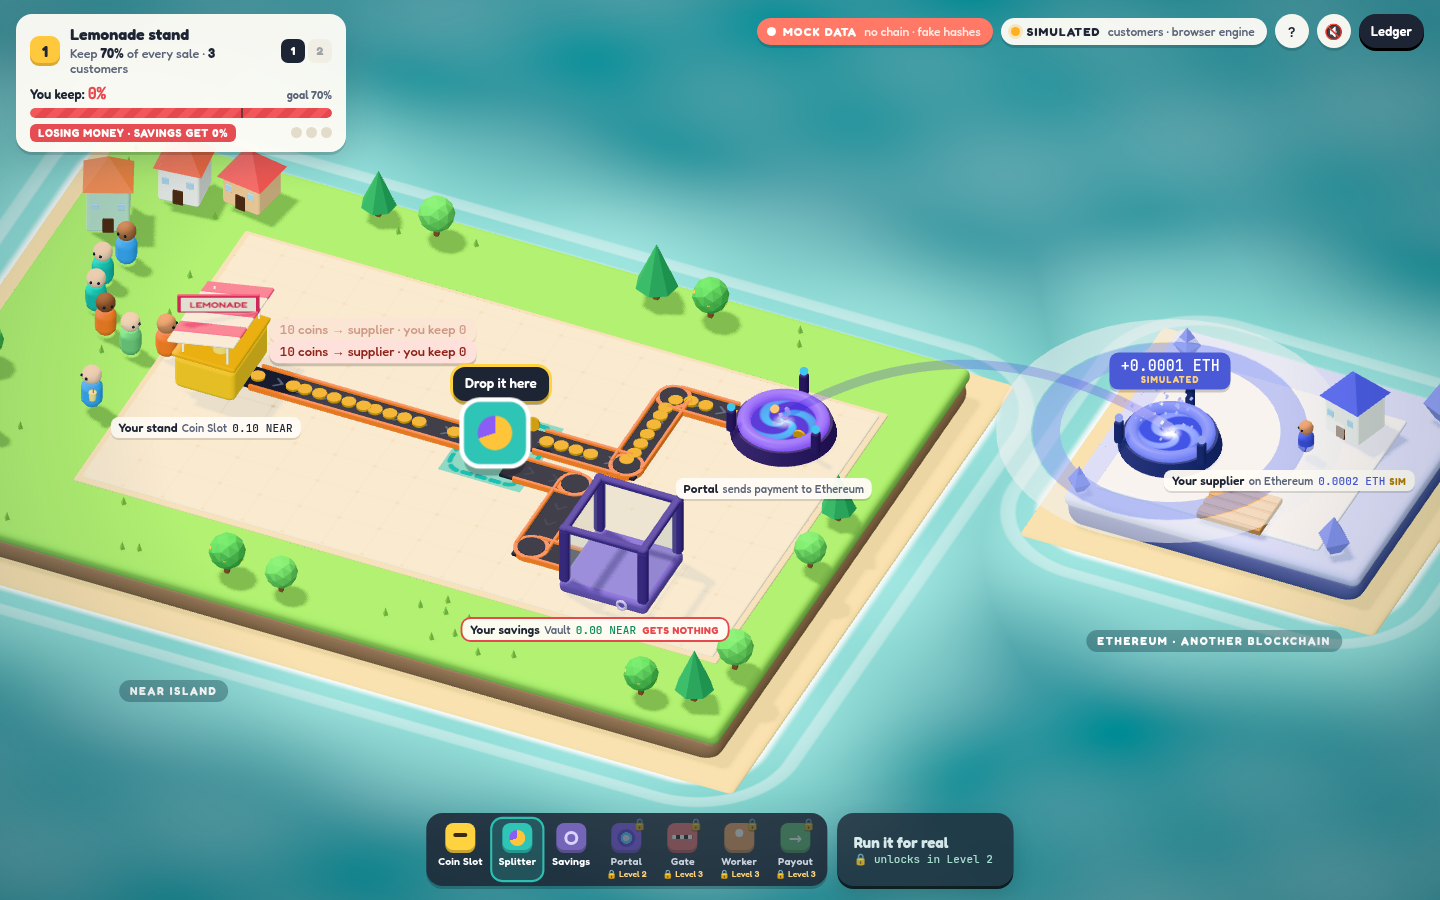 1
Lemonade stand
Keep 70% of every sale · 3
customers
1
2
You keep: 0%
goal 70%
LOSING MONEY · SAVINGS GET 0%
MOCK DATA no chain · fake hashes
SIMULATED customers · browser engine
?
Ledger
LEMONADE
10 coins → supplier · you keep 0
10 coins → supplier · you keep 0
Drop it here
+0.0001 ETH
SIMULATED
Your stand Coin Slot 0.10 NEAR
Portal sends payment to Ethereum
Your supplier on Ethereum 0.0002 ETH SIM
Your savings Vault 0.00 NEAR GETS NOTHING
ETHEREUM · ANOTHER BLOCKCHAIN
NEAR ISLAND
Coin Slot
Splitter
Savings
Portal
Level 2
Gate
Level 3
Worker
Level 3
Payout
Level 3
Run it for real
unlocks in Level 2